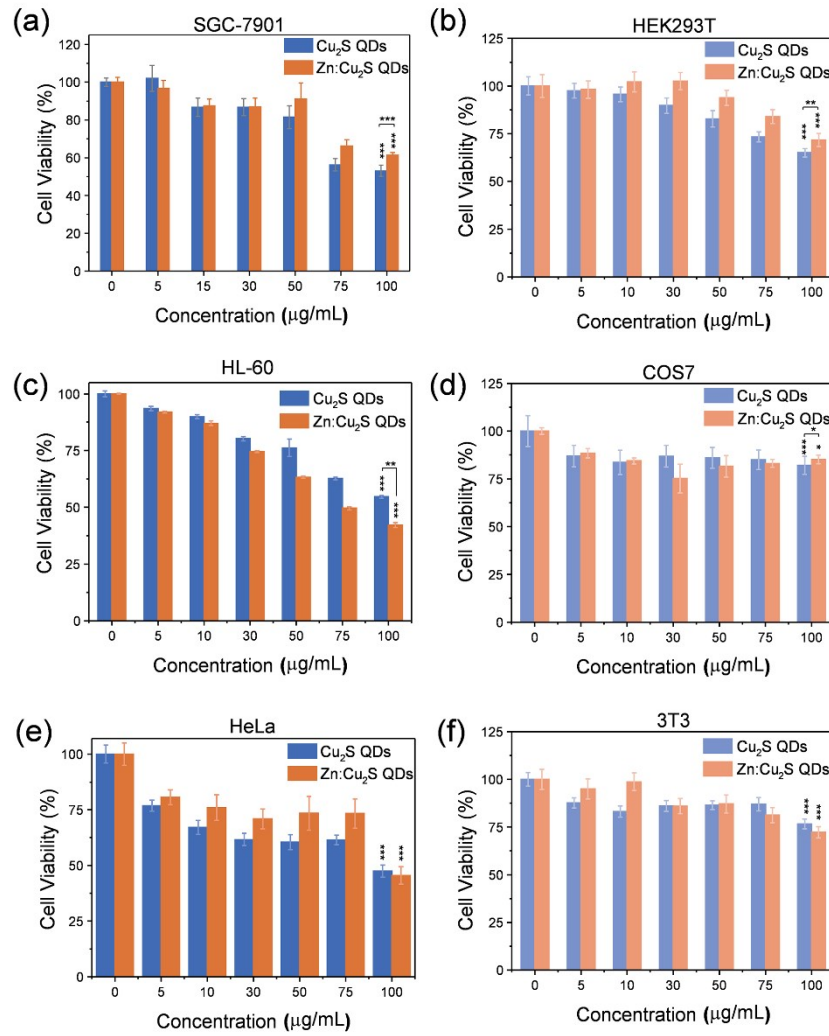 (a)
SGC-7901
Cu₂S QDs
Zn:Cu₂S QDs
Cell Viability (%)
120
100
80
60
40
20
0
***
***
***
0 5 15 30 50 75 100
Concentration (μg/mL)
(b)
HEK293T
Cu₂S QDs
Zn:Cu₂S QDs
Cell Viability (%)
125
100
75
50
25
0
**
***
***
0 5 10 30 50 75 100
Concentration (μg/mL)
(c)
HL-60
Cu₂S QDs
Zn:Cu₂S QDs
Cell Viability (%)
100
75
50
25
0
**
***
***
0 5 10 30 50 75 100
Concentration (μg/mL)
(d)
COS7
Cu₂S QDs
Zn:Cu₂S QDs
Cell Viability (%)
125
100
75
50
25
0
*
***
*
0 5 10 30 50 75 100
Concentration (μg/mL)
(e)
HeLa
Cu₂S QDs
Zn:Cu₂S QDs
Cell Viability (%)
100
75
50
25
0
***
***
0 5 10 30 50 75 100
Concentration (μg/mL)
(f)
3T3
Cu₂S QDs
Zn:Cu₂S QDs
Cell Viability (%)
125
100
75
50
25
0
***
***
0 5 10 30 50 75 100
Concentration (μg/mL)